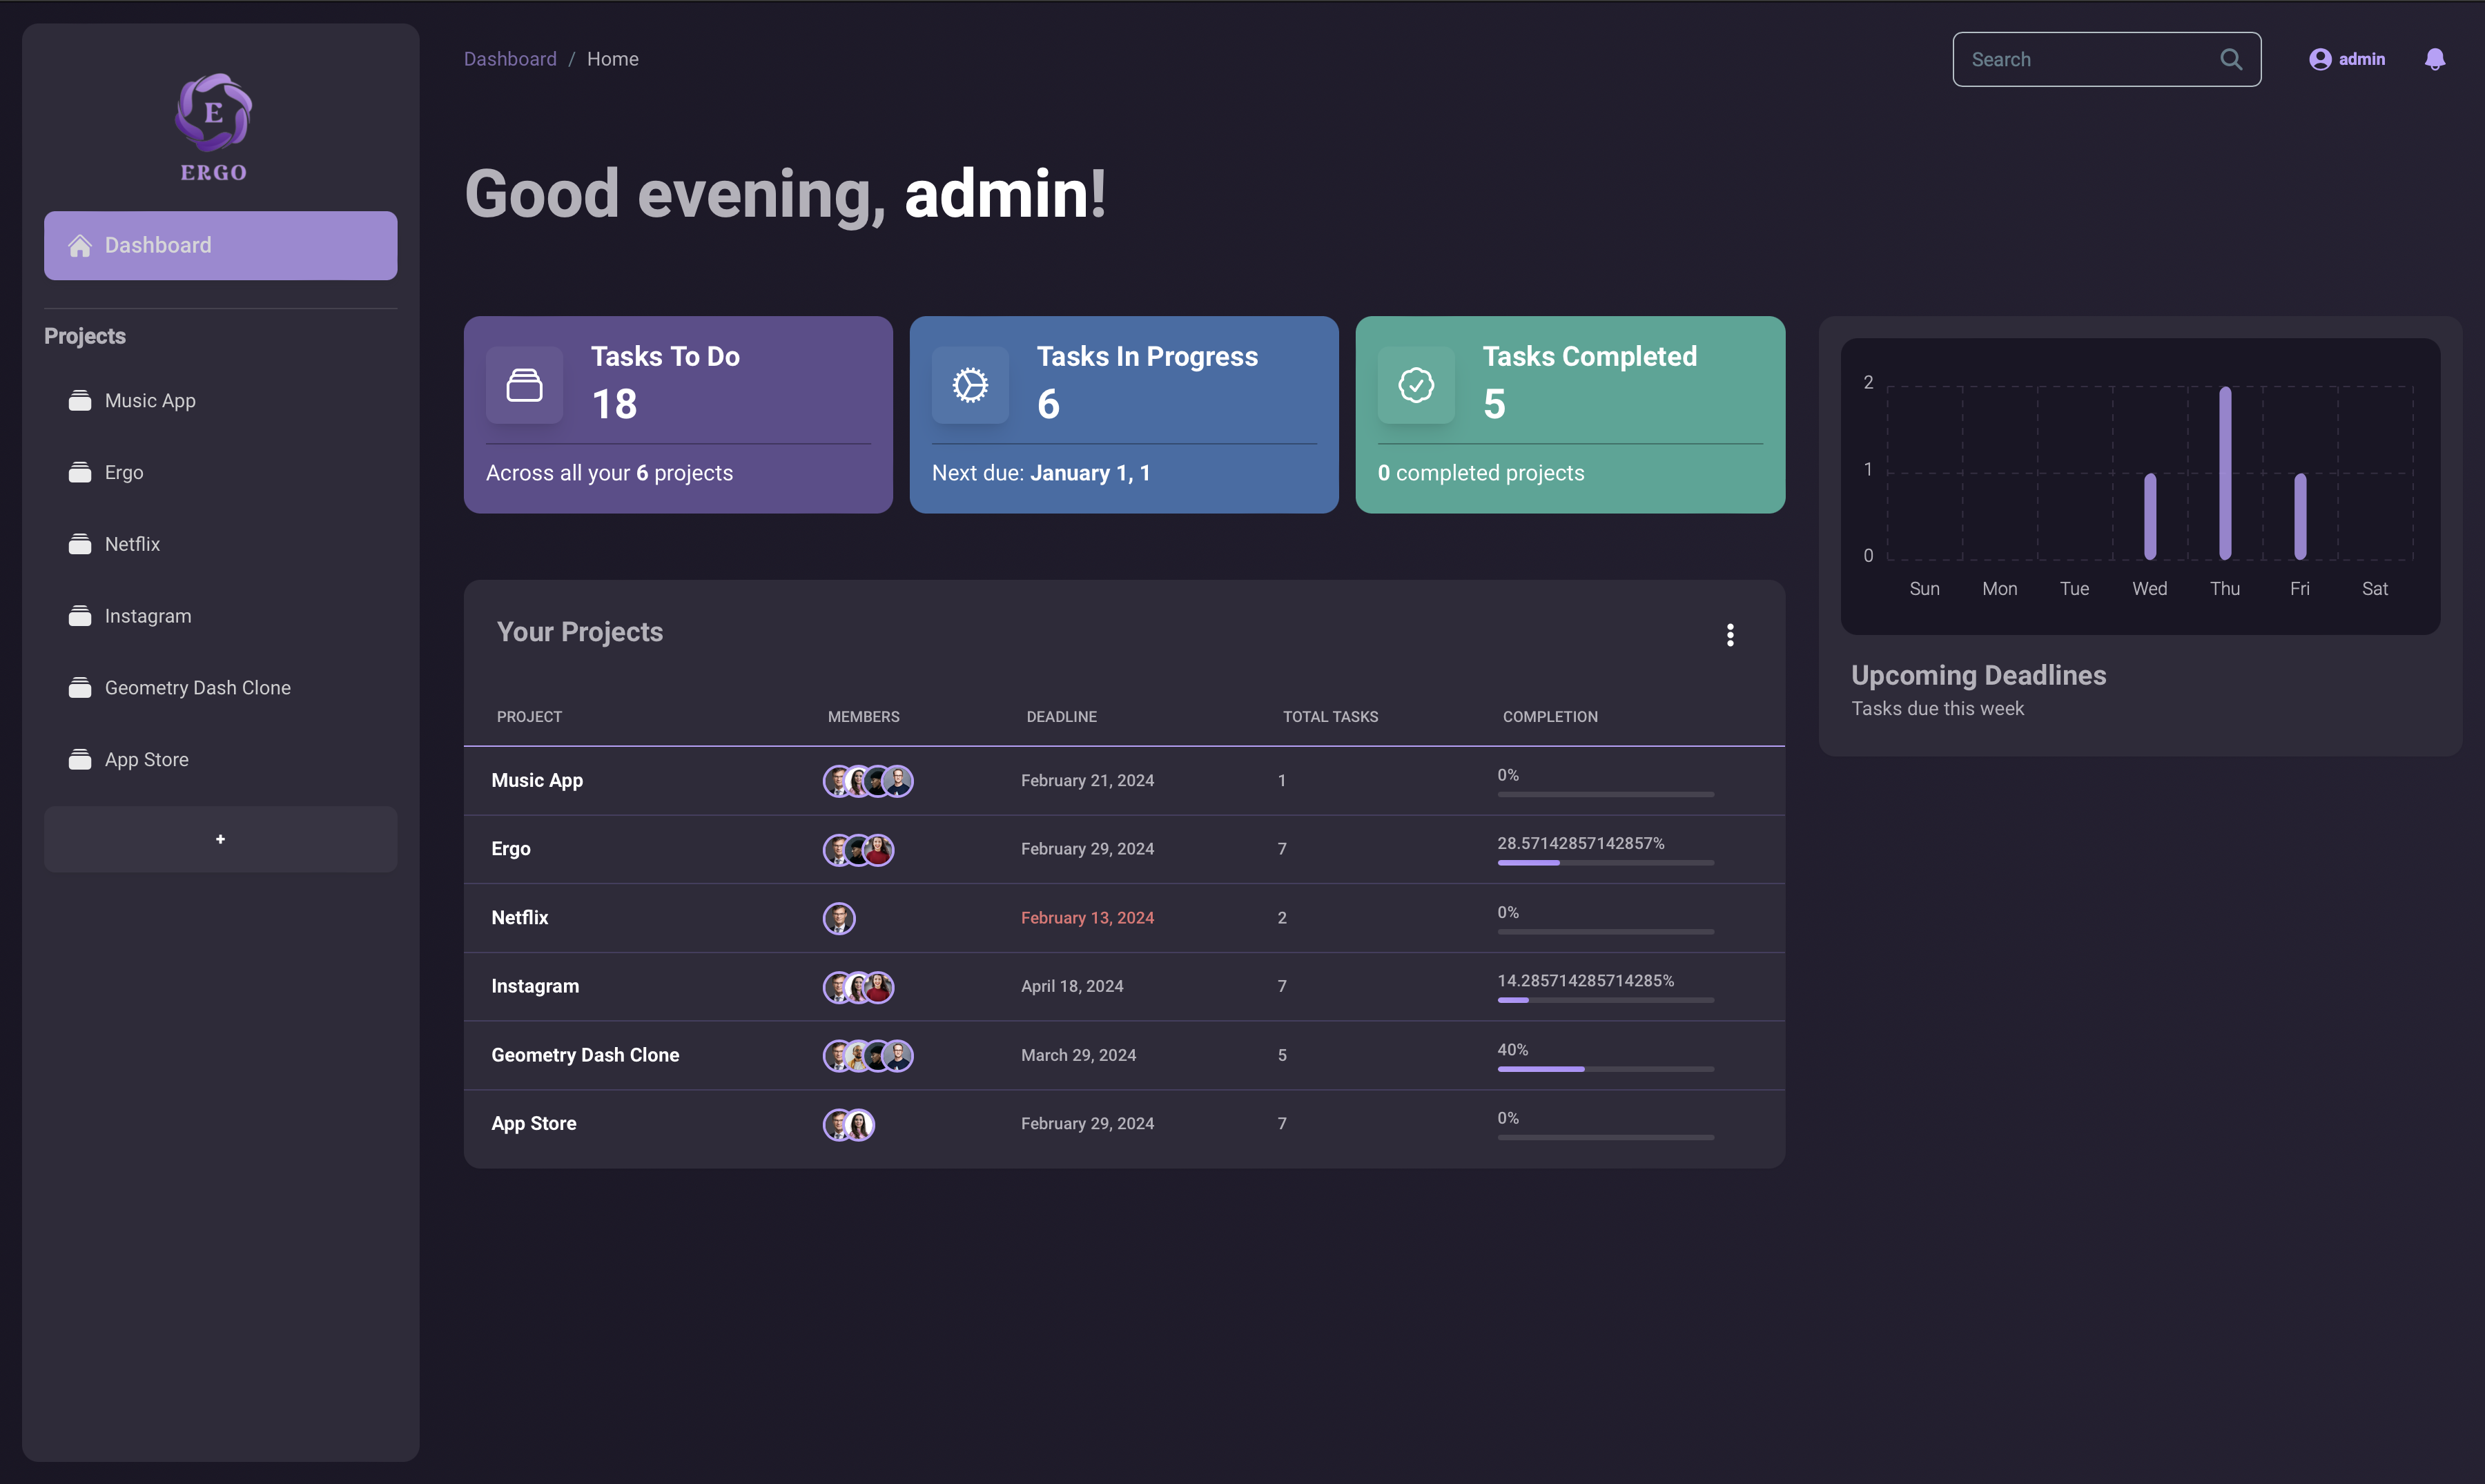 E
ERGO
Dashboard
Projects
Music App
Ergo
Netflix
Instagram
Geometry Dash Clone
App Store
+
Dashboard / Home
Search
admin
Good evening, admin!
Tasks To Do
18
Across all your 6 projects
Tasks In Progress
6
Next due: January 1, 1
Tasks Completed
5
0 completed projects
2
1
0
Sun Mon Tue Wed Thu Fri Sat
Upcoming Deadlines
Tasks due this week
Your Projects
PROJECT MEMBERS DEADLINE TOTAL TASKS COMPLETION
Music App February 21, 2024 1 0%
Ergo February 29, 2024 7 28.57142857142857%
Netflix February 13, 2024 2 0%
Instagram April 18, 2024 7 14.285714285714285%
Geometry Dash Clone March 29, 2024 5 40%
App Store February 29, 2024 7 0%